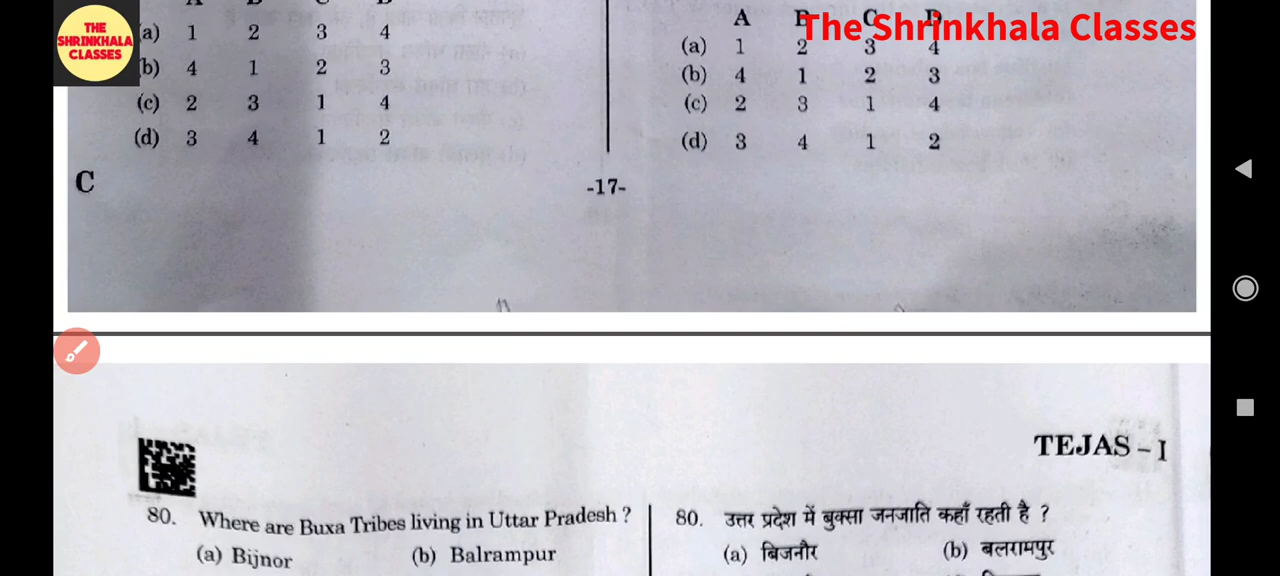 THE
SHRINKHALA
CLASSES
The Shrinkhala Classes
(a) 1 2 3 4
(b) 4 1 2 3
(c) 2 3 1 4
(d) 3 4 1 2
A
(a) 1 2 3 4
(b) 4 1 2 3
(c) 2 3 1 4
(d) 3 4 1 2
C
-17-
TEJAS – I
80. Where are Buxa Tribes living in Uttar Pradesh ?
(a) Bijnor (b) Balrampur
80. उत्तर प्रदेश में बुक्सा जनजाति कहाँ रहती है ?
(a) बिजनौर (b) बलरामपुर